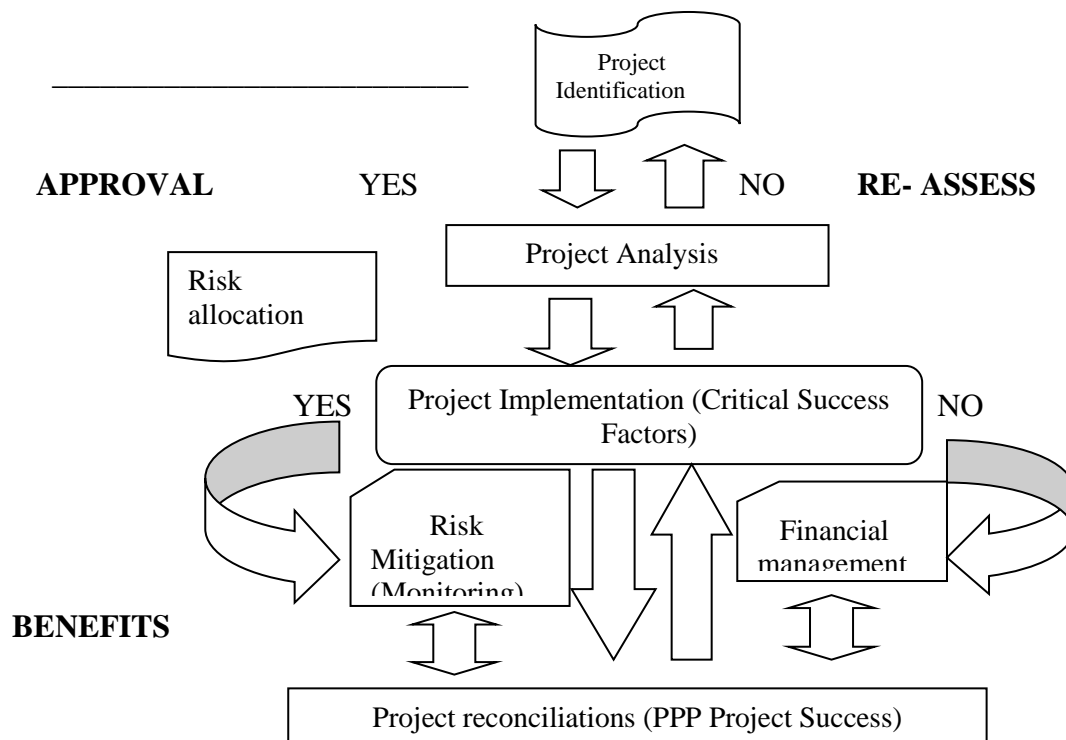 Project
Identification
APPROVAL YES NO RE- ASSESS
Project Analysis
Risk
allocation
YES Project Implementation (Critical Success NO
Factors)
Risk
Mitigation
(Monitoring)
Financial
management
BENEFITS
Project reconciliations (PPP Project Success)